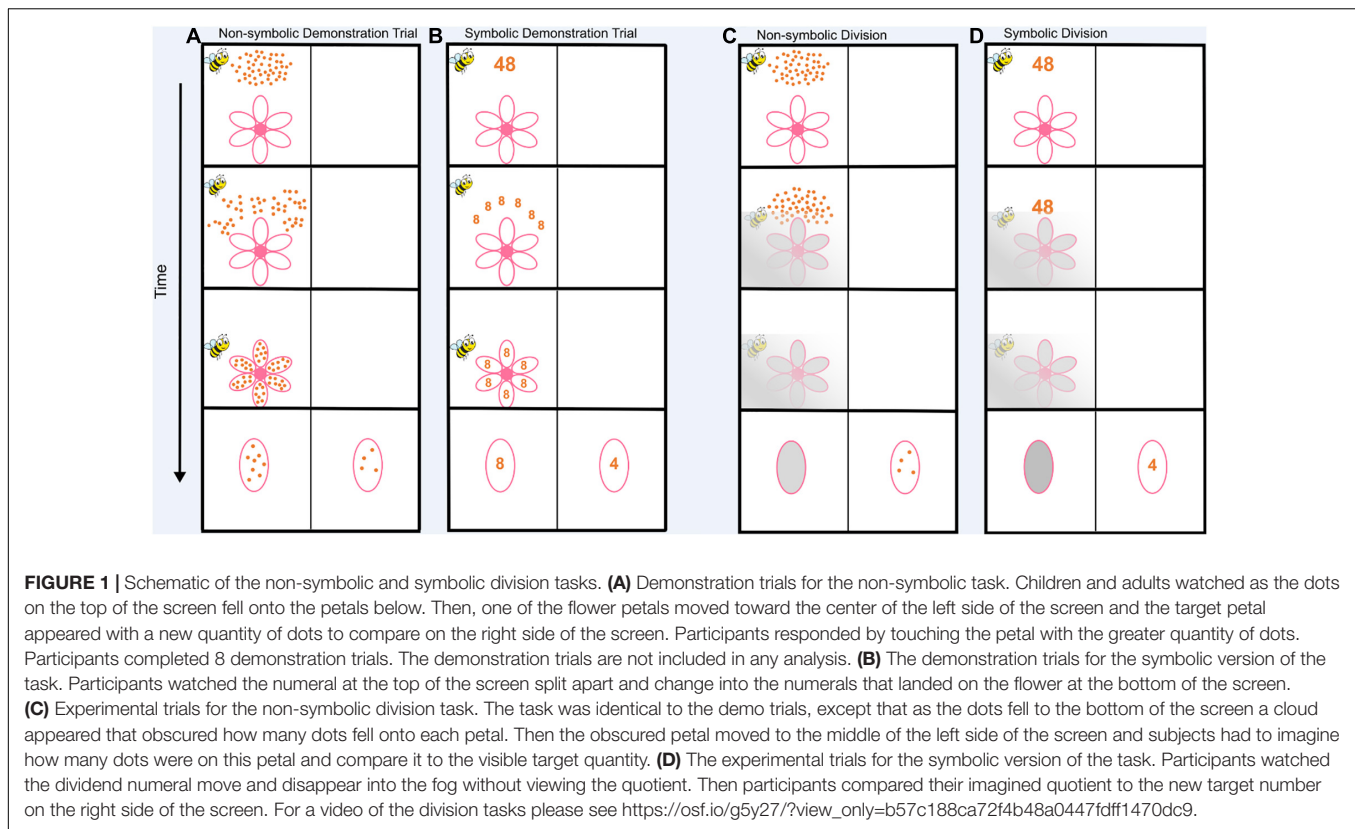 A Non-symbolic Demonstration Trial B Symbolic Demonstration Trial C Non-symbolic Division D Symbolic Division
48 48
Time
8 8 8 8 8 8
48
8
8 8
8 8
8
8 4 4
FIGURE 1 | Schematic of the non-symbolic and symbolic division tasks. (A) Demonstration trials for the non-symbolic task. Children and adults watched as the dots
on the top of the screen fell onto the petals below. Then, one of the flower petals moved toward the center of the left side of the screen and the target petal
appeared with a new quantity of dots to compare on the right side of the screen. Participants responded by touching the petal with the greater quantity of dots.
Participants completed 8 demonstration trials. The demonstration trials are not included in any analysis. (B) The demonstration trials for the symbolic version of the
task. Participants watched the numeral at the top of the screen split apart and change into the numerals that landed on the flower at the bottom of the screen.
(C) Experimental trials for the non-symbolic division task. The task was identical to the demo trials, except that as the dots fell to the bottom of the screen a cloud
appeared that obscured how many dots fell onto each petal. Then the obscured petal moved to the middle of the left side of the screen and subjects had to imagine
how many dots were on this petal and compare it to the visible target quantity. (D) The experimental trials for the symbolic version of the task. Participants watched
the dividend numeral move and disappear into the fog without viewing the quotient. Then participants compared their imagined quotient to the new target number
on the right side of the screen. For a video of the division tasks please see https://osf.io/g5y27/?view_only=b57c188ca72f4b48a0447fdff1470dc9.